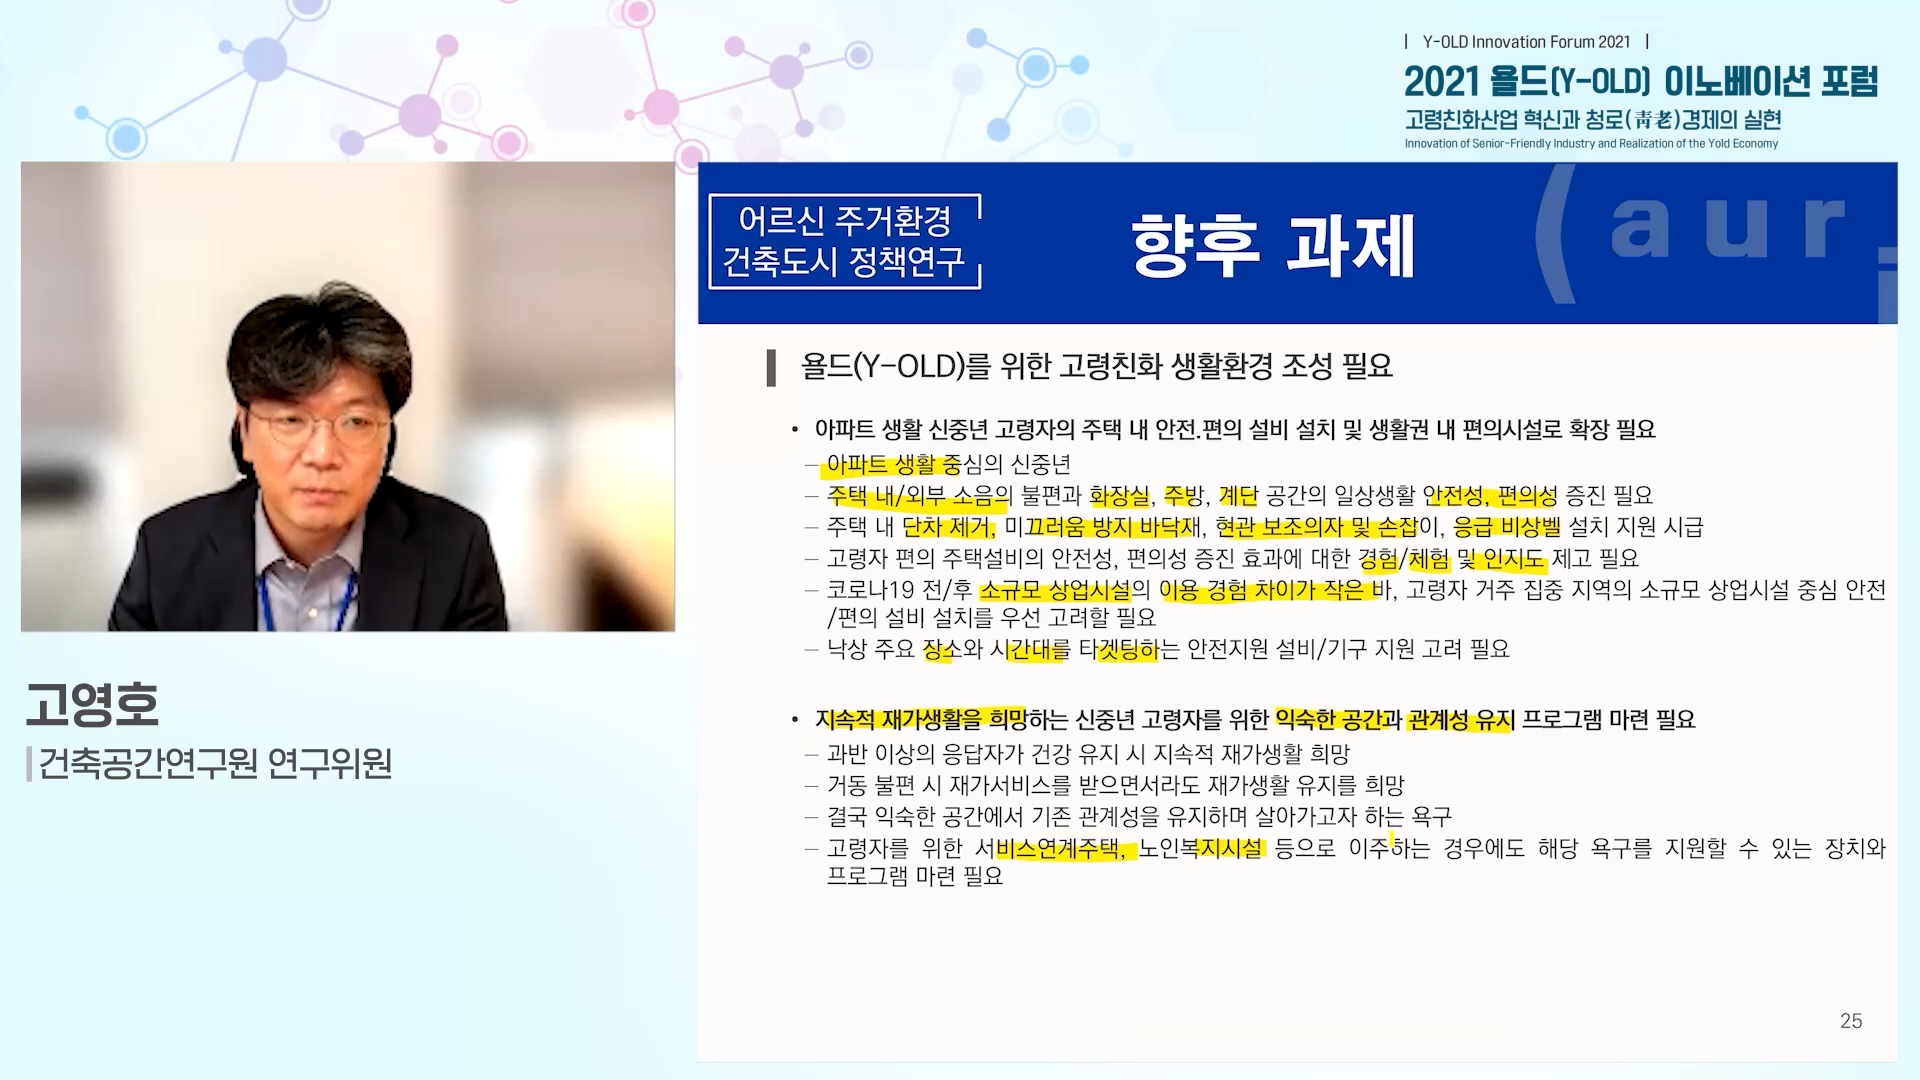 | Y-OLD Innovation Forum 2021 |
2021 욜드(Y-OLD) 이노베이션 포럼
고령친화산업 혁신과 청로(靑老)경제의 실현
Innovation of Senior-Friendly Industry and Realization of the Yold Economy
어르신 주거환경
건축도시 정책연구
향후 과제
(auri
욜드(Y-OLD)를 위한 고령친화 생활환경 조성 필요
• 아파트 생활 신중년 고령자의 주택 내 안전.편의 설비 설치 및 생활권 내 편의시설로 확장 필요
– 아파트 생활 중심의 신중년
– 주택 내/외부 소음의 불편과 화장실, 주방, 계단 공간의 일상생활 안전성, 편의성 증진 필요
– 주택 내 단차 제거, 미끄러움 방지 바닥재, 현관 보조의자 및 손잡이, 응급 비상벨 설치 지원 시급
– 고령자 편의 주택설비의 안전성, 편의성 증진 효과에 대한 경험/체험 및 인지도 제고 필요
– 코로나19 전/후 소규모 상업시설의 이용 경험 차이가 작은 바, 고령자 거주 집중 지역의 소규모 상업시설 중심 안전
/편의 설비 설치를 우선 고려할 필요
– 낙상 주요 장소와 시간대를 타겟팅하는 안전지원 설비/기구 지원 고려 필요
• 지속적 재가생활을 희망하는 신중년 고령자를 위한 익숙한 공간과 관계성 유지 프로그램 마련 필요
– 과반 이상의 응답자가 건강 유지 시 지속적 재가생활 희망
– 거동 불편 시 재가서비스를 받으면서라도 재가생활 유지를 희망
– 결국 익숙한 공간에서 기존 관계성을 유지하며 살아가고자 하는 욕구
– 고령자를 위한 서비스연계주택, 노인복지시설 등으로 이주하는 경우에도 해당 욕구를 지원할 수 있는 장치와
프로그램 마련 필요
25
고영호
건축공간연구원 연구위원